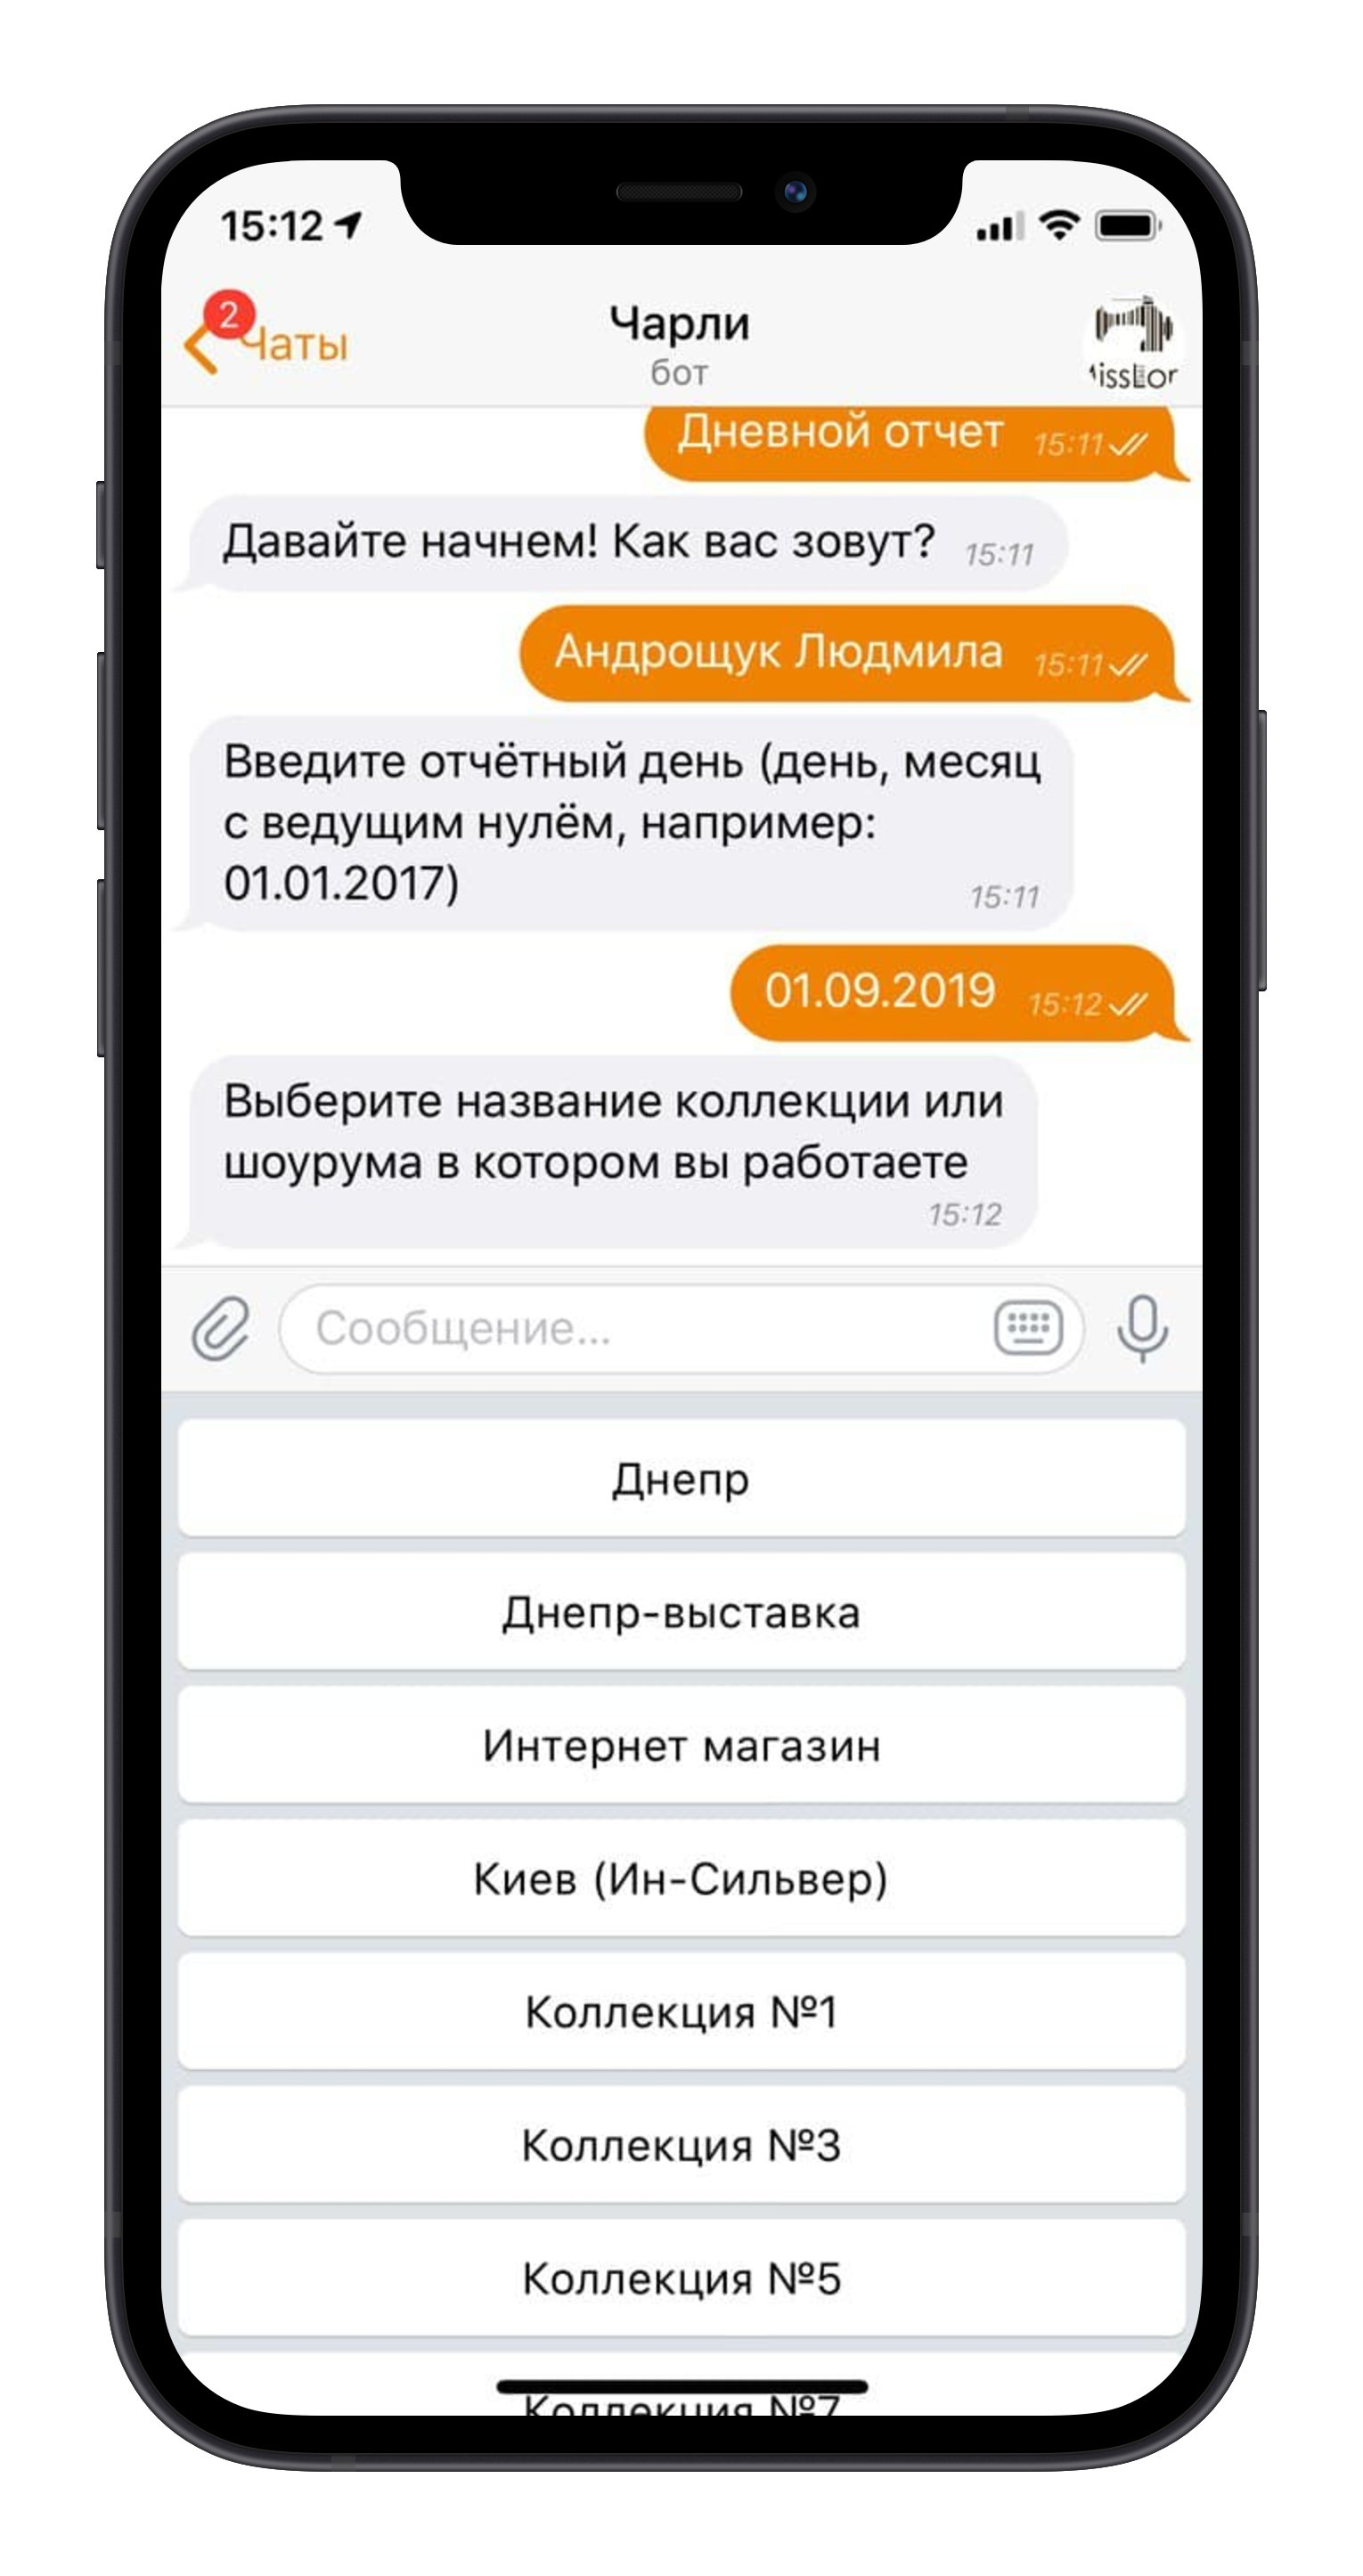 15:12
2
Чаты
Чарли
бот
Дневной отчет 15:11
Давайте начнем! Как вас зовут? 15:11
Андрощук Людмила 15:11
Введите отчётный день (день, месяц
с ведущим нулём, например:
01.01.2017) 15:11
01.09.2019 15:12
Выберите название коллекции или
шоурума в котором вы работаете
15:12
Сообщение...
Днепр
Днепр-выставка
Интернет магазин
Киев (Ин-Сильвер)
Коллекция №1
Коллекция №3
Коллекция №5
Коллекция №7